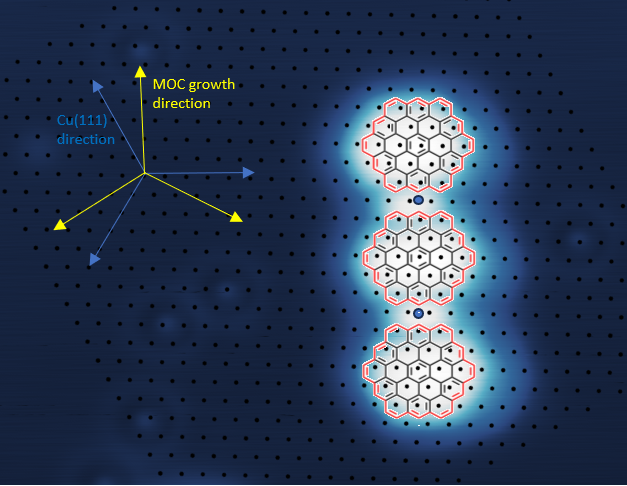 MOC growth
direction
Cu(111)
direction